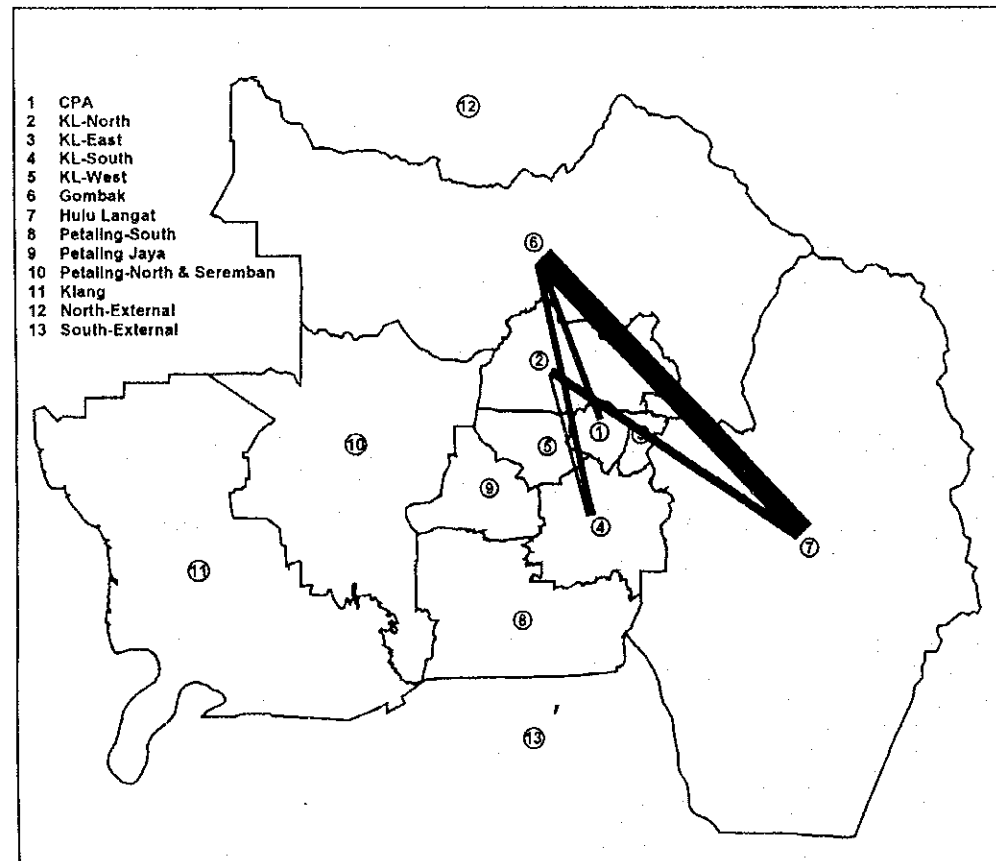 1 CPA
2 KL-North
3 KL-East
4 KL-South
5 KL-West
6 Gombak
7 Hulu Langat
8 Petaling-South
9 Petaling Jaya
10 Petaling-North & Seremban
11 Klang
12 North-External
13 South-External
12
6
2
1
3
10
5
9
4
7
11
8
13